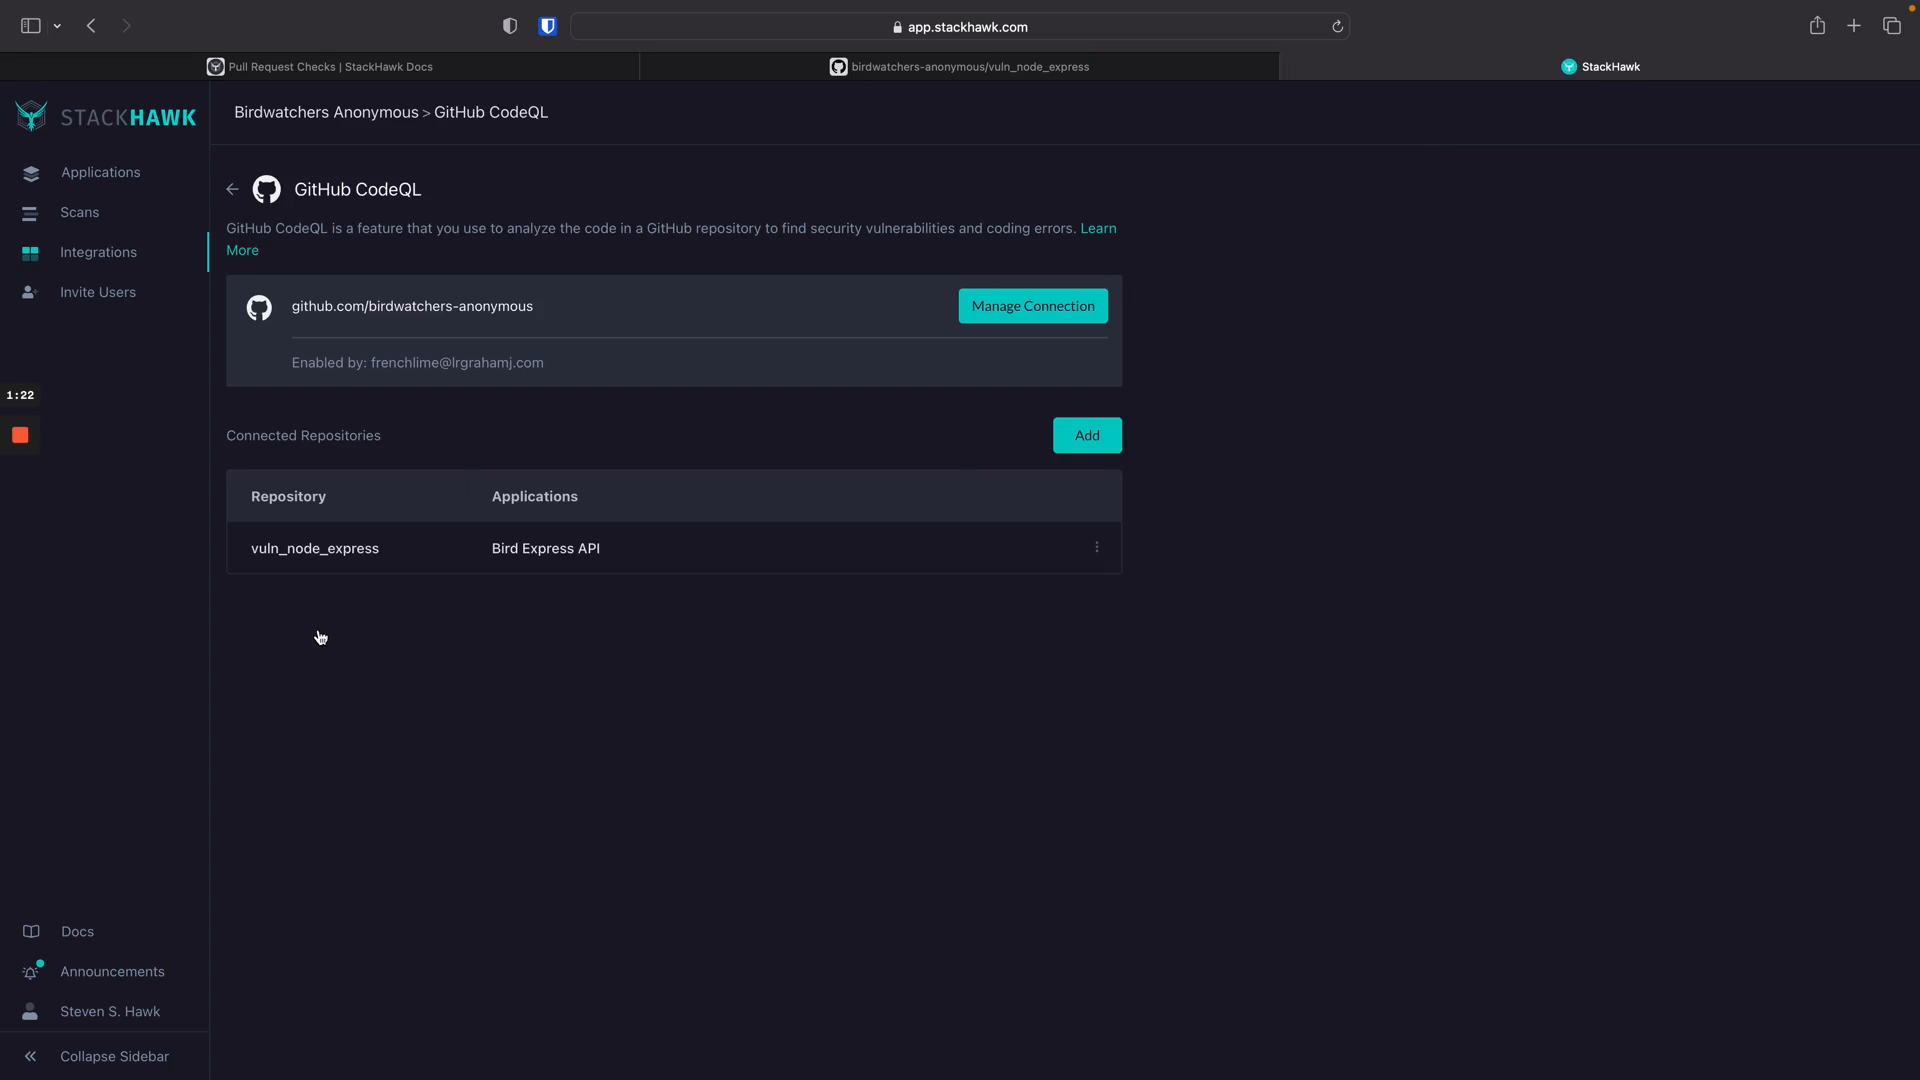 app.stackhawk.com
Pull Request Checks | StackHawk Docs
birdwatchers-anonymous/vuln_node_express
StackHawk
STACKHAWK
Birdwatchers Anonymous > GitHub CodeQL
Applications
Scans
Integrations
Invite Users
GitHub CodeQL
GitHub CodeQL is a feature that you use to analyze the code in a GitHub repository to find security vulnerabilities and coding errors. Learn
More
github.com/birdwatchers-anonymous
Manage Connection
Enabled by: frenchlime@lrgrahamj.com
1:22
Connected Repositories
Add
Repository Applications
vuln_node_express Bird Express API
Docs
Announcements
Steven S. Hawk
Collapse Sidebar